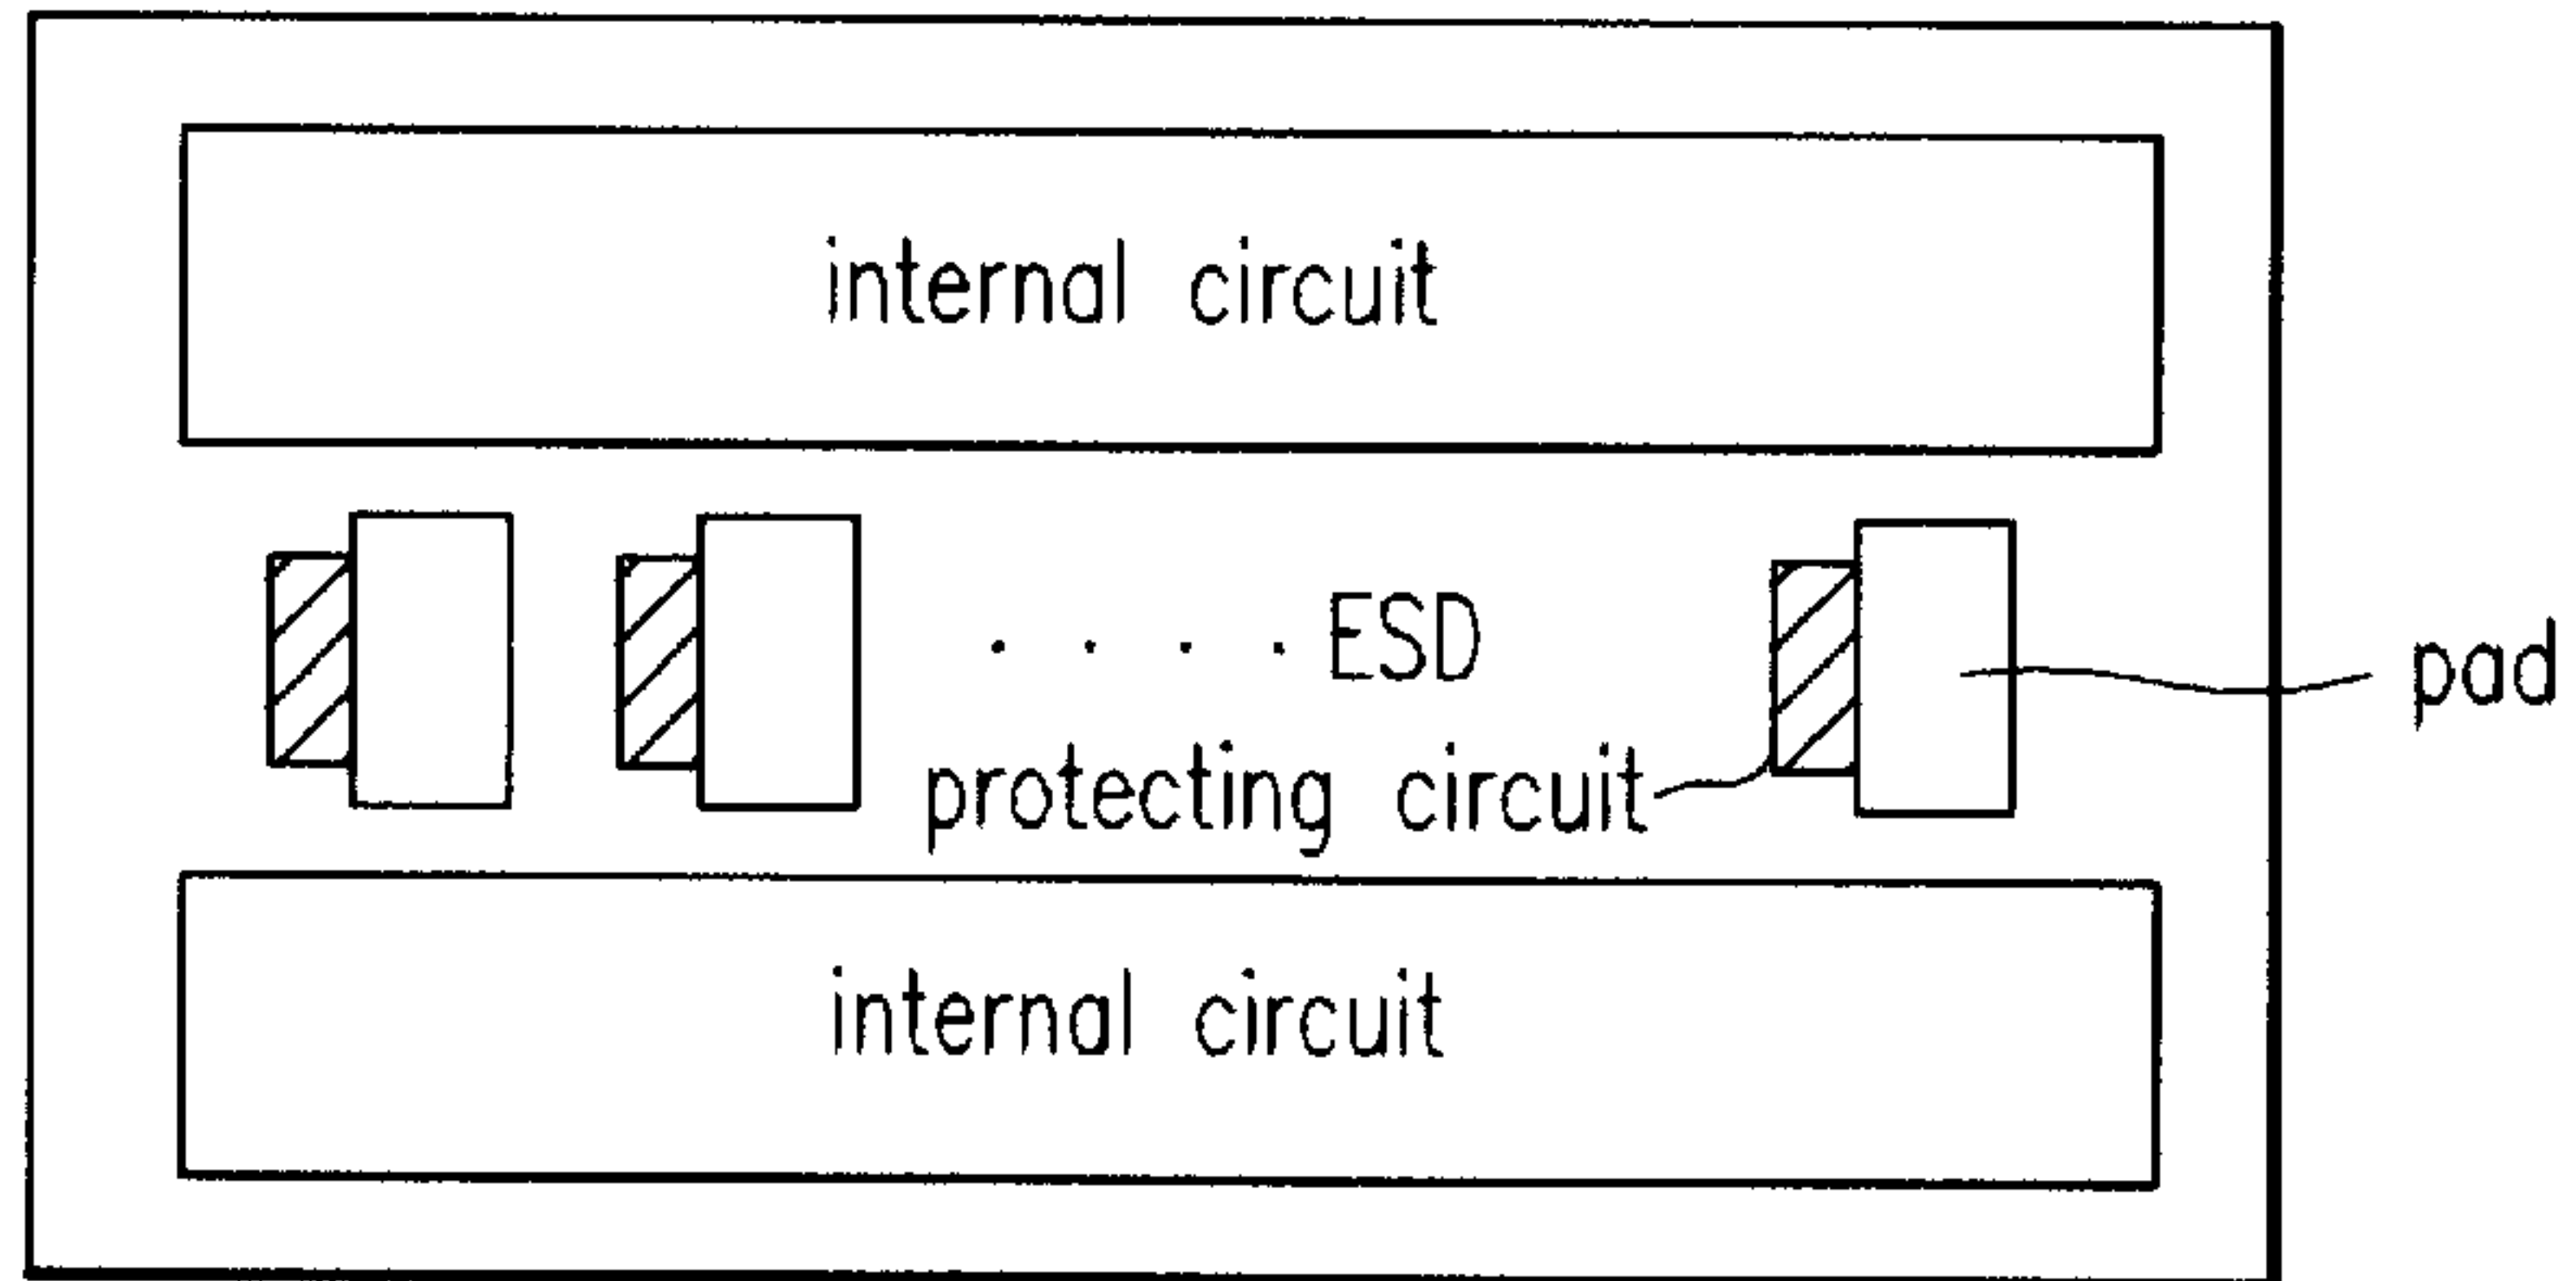 internal circuit
. . . . ESD
protecting circuit
pad
internal circuit